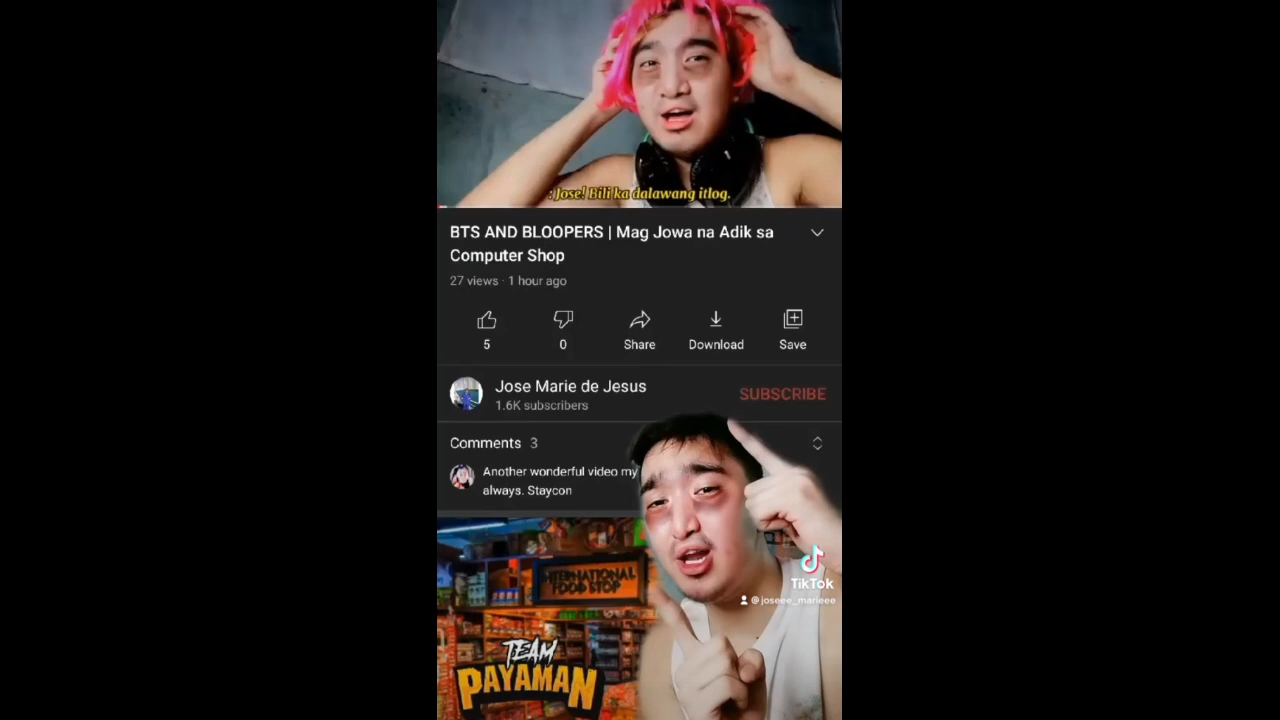 : Jose! Bili ka dalawang itlog.
BTS AND BLOOPERS | Mag Jowa na Adik sa
Computer Shop
27 views · 1 hour ago
5
0
Share
Download
Save
Jose Marie de Jesus
1.6K subscribers
SUBSCRIBE
Comments 3
Another wonderful video my
always. Staycon
INTERNATIONAL
FOOD STOP
TEAM
PAYAMAN
TikTok
@joseee_marieee